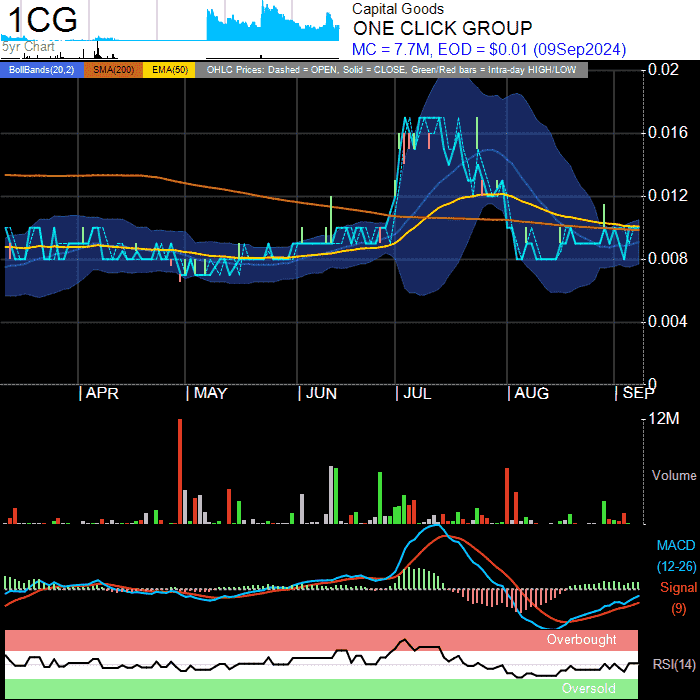 1CG
Capital Goods
ONE CLICK GROUP
MC = 7.7M, EOD = $0.01 (09Sep2024)
5yr Chart
BollBands(20,2) SMA(200) EMA(50) OHLC Prices: Dashed = OPEN, Solid = CLOSE, Green/Red bars = Intra-day HIGH/LOW
0.02
0.016
0.012
0.008
0.004
0
APR MAY JUN JUL AUG SEP
12M
Volume
MACD
(12-26)
Signal
(9)
Overbought
RSI(14)
Oversold